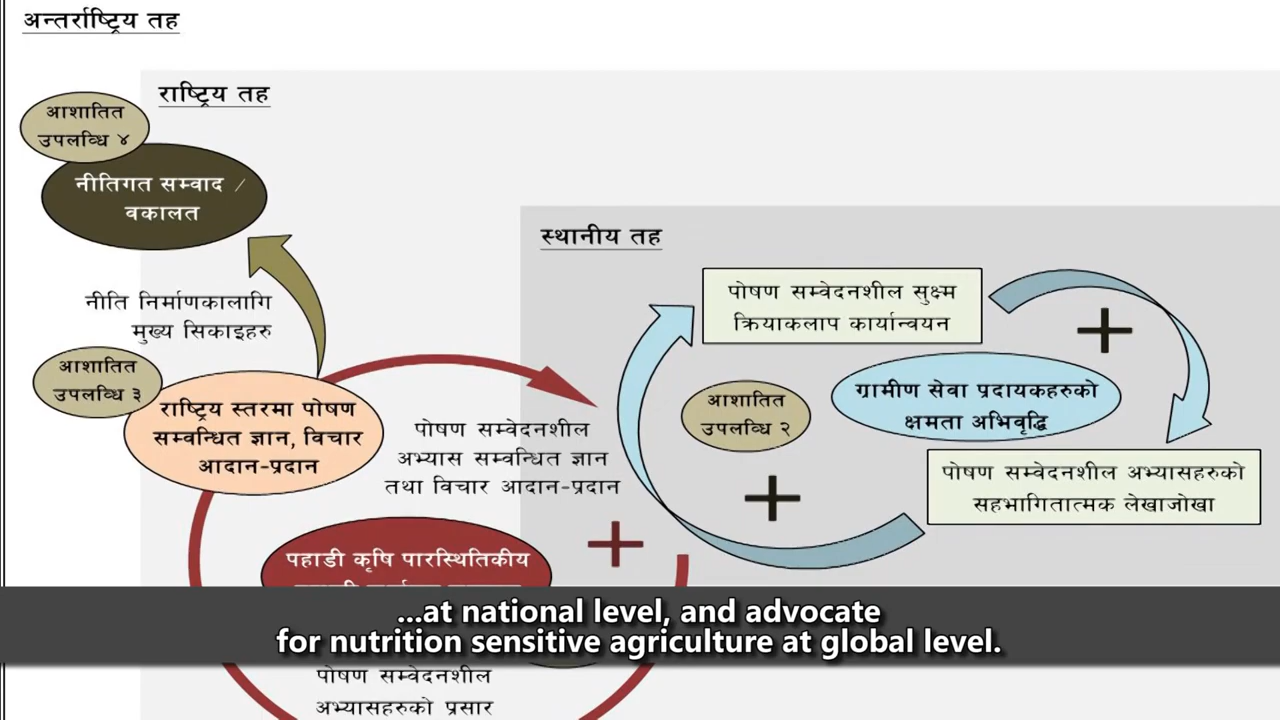 अन्तर्राष्ट्रिय तह
राष्ट्रिय तह
आशातित
उपलब्धि ४
नीतिगत सम्वाद /
वकालत
स्थानीय तह
नीति निर्माणकालागि
मुख्य सिकाइहरु
पोषण सम्वेदनशील सुक्ष्म
क्रियाकलाप कार्यान्वयन
+
आशातित
उपलब्धि ३
राष्ट्रिय स्तरमा पोषण
सम्वन्धित ज्ञान, विचार
आदान-प्रदान
पोषण सम्वेदनशील
अभ्यास सम्वन्धित ज्ञान
तथा विचार आदान-प्रदान
आशातित
उपलब्धि २
ग्रामीण सेवा प्रदायकहरुको
क्षमता अभिवृद्धि
पोषण सम्वेदनशील अभ्यासहरुको
सहभागितात्मक लेखाजोखा
+
+
पहाडी कृषि पारस्थितिकीय
...at national level, and advocate
for nutrition sensitive agriculture at global level.
पोषण सम्वेदनशील
अभ्यासहरुको प्रसार